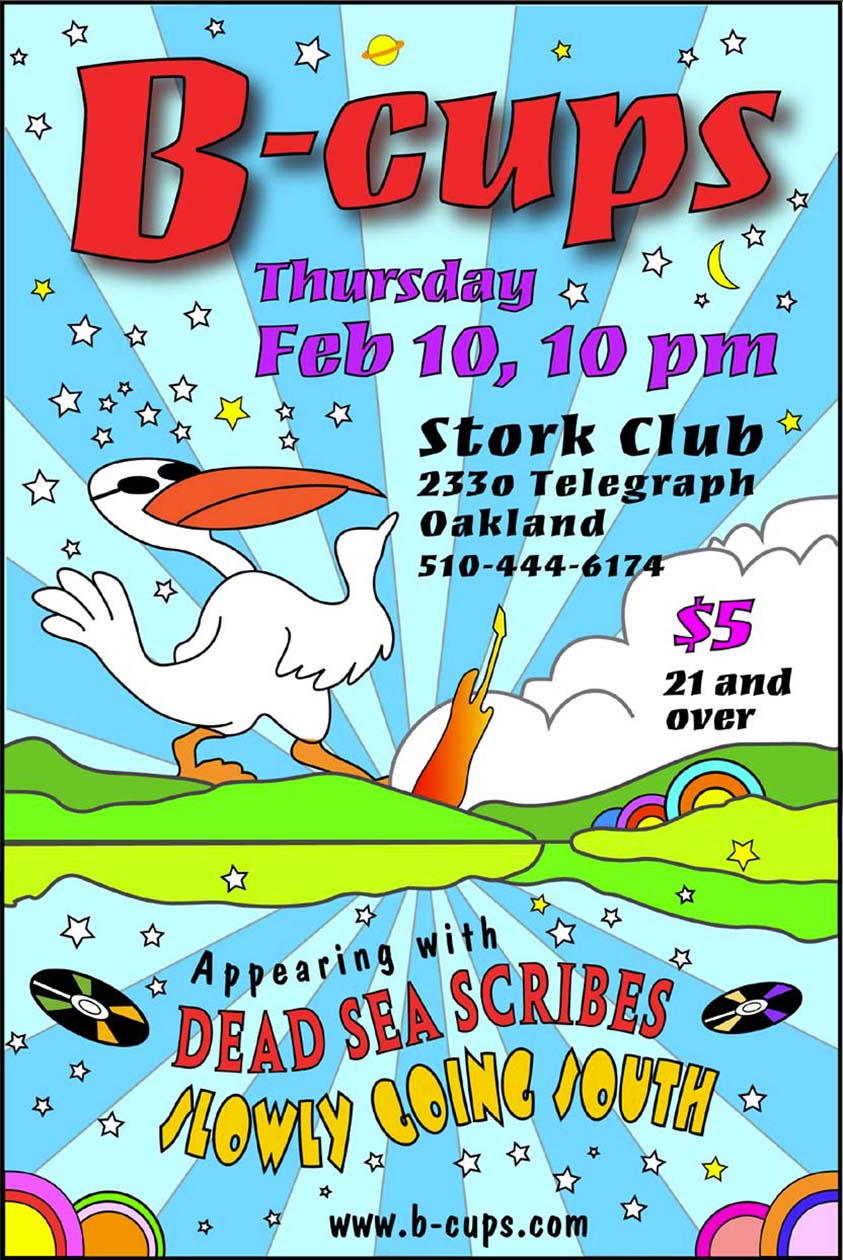 B-cups
Thursday
Feb 10, 10 pm
Stork Club
2330 Telegraph
Oakland
510-444-6174
$5
21 and
over
Appearing with
DEAD SEA SCRIBES
SLOWLY GOING SOUTH
www.b-cups.com